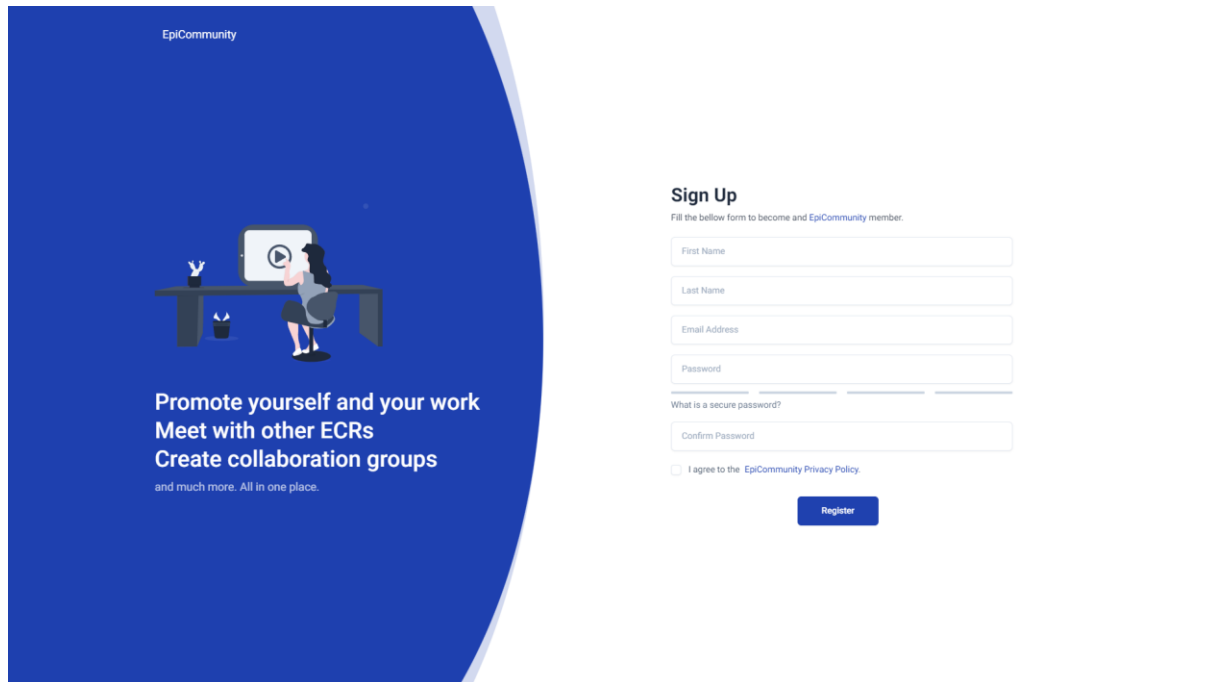 EpiCommunity
Promote yourself and your work
Meet with other ECRs
Create collaboration groups
and much more. All in one place.
Sign Up
Fill the bellow form to become and EpiCommunity member.
First Name
Last Name
Email Address
Password
What is a secure password?
Confirm Password
I agree to the EpiCommunity Privacy Policy.
Register